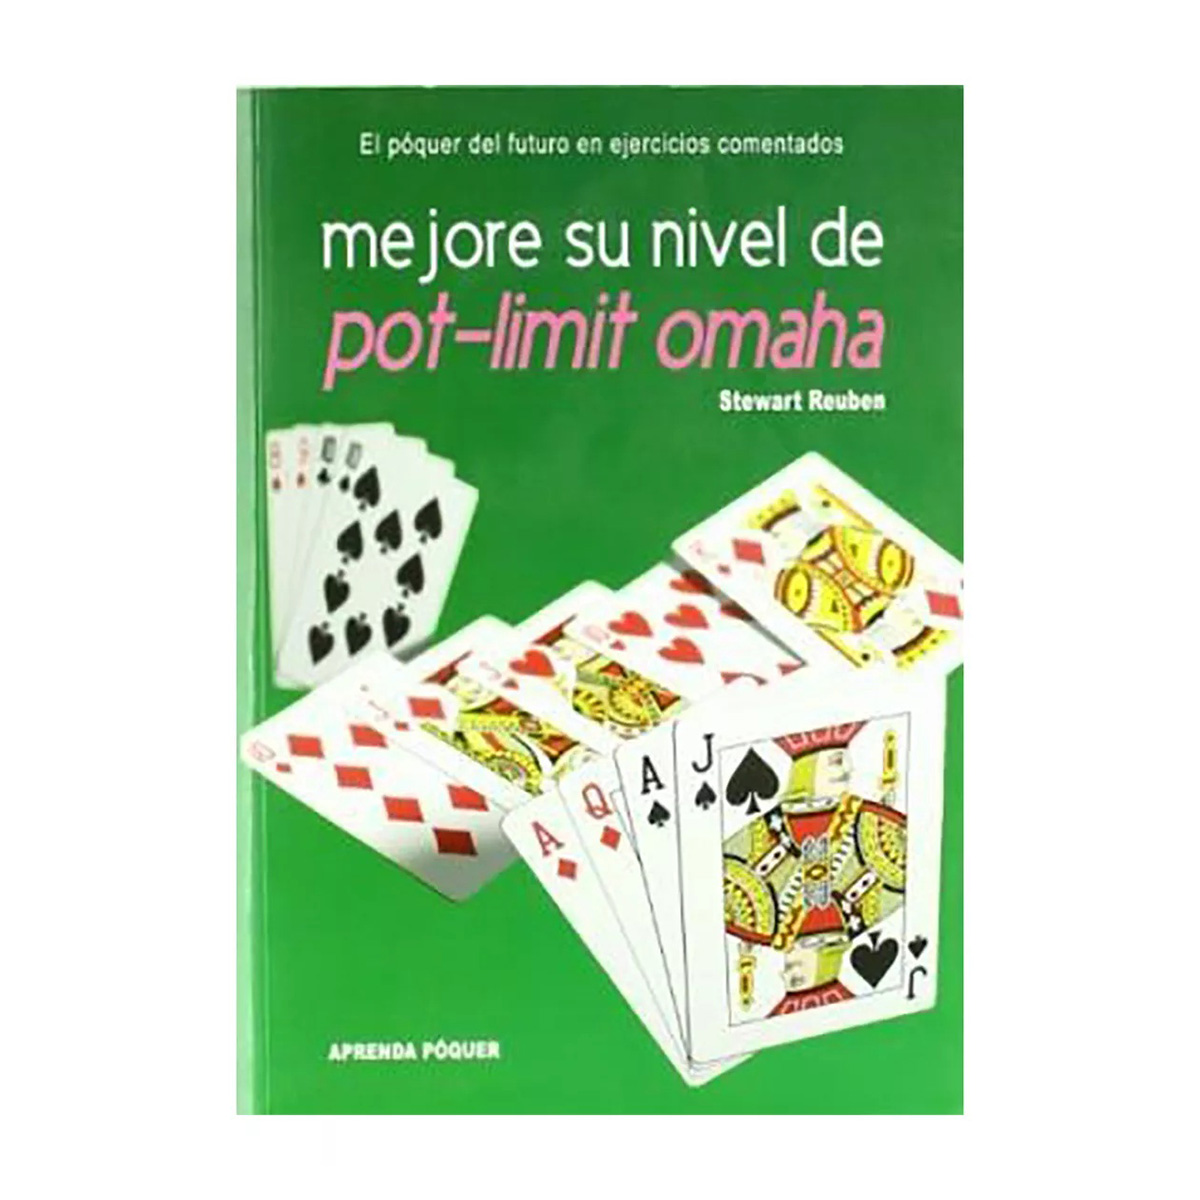 El póquer del futuro en ejercicios comentados
mejore su nivel de
pot-limit omaha
Stewart Reuben
A
Q
A
J
J
APRENDA PÓQUER